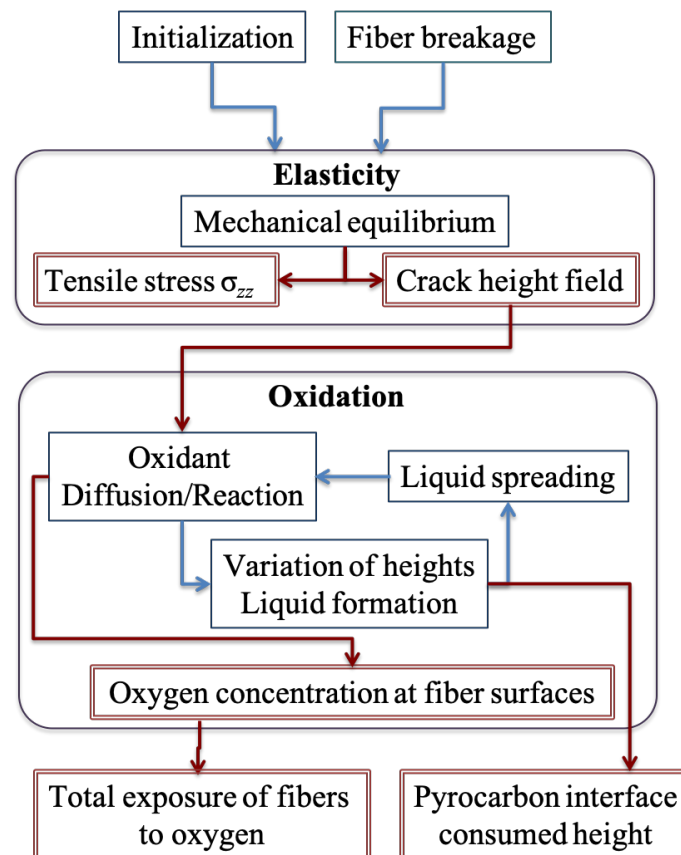 Initialization
Fiber breakage
Elasticity
Mechanical equilibrium
Tensile stress σzz
Crack height field
Oxidation
Oxidant
Diffusion/Reaction
Liquid spreading
Variation of heights
Liquid formation
Oxygen concentration at fiber surfaces
Total exposure of fibers
to oxygen
Pyrocarbon interface
consumed height